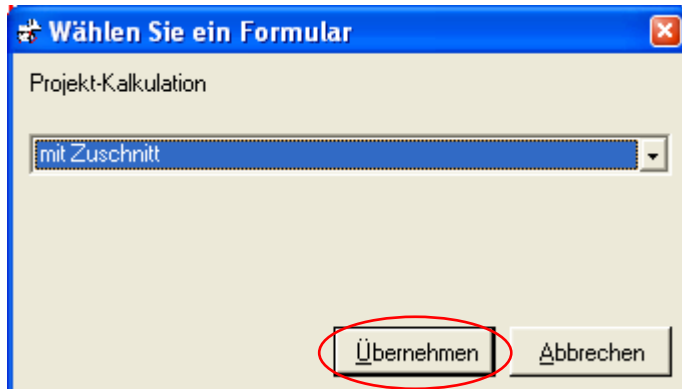 Wählen Sie ein Formular
Projekt-Kalkulation
mit Zuschnitt
Übernehmen Abbrechen